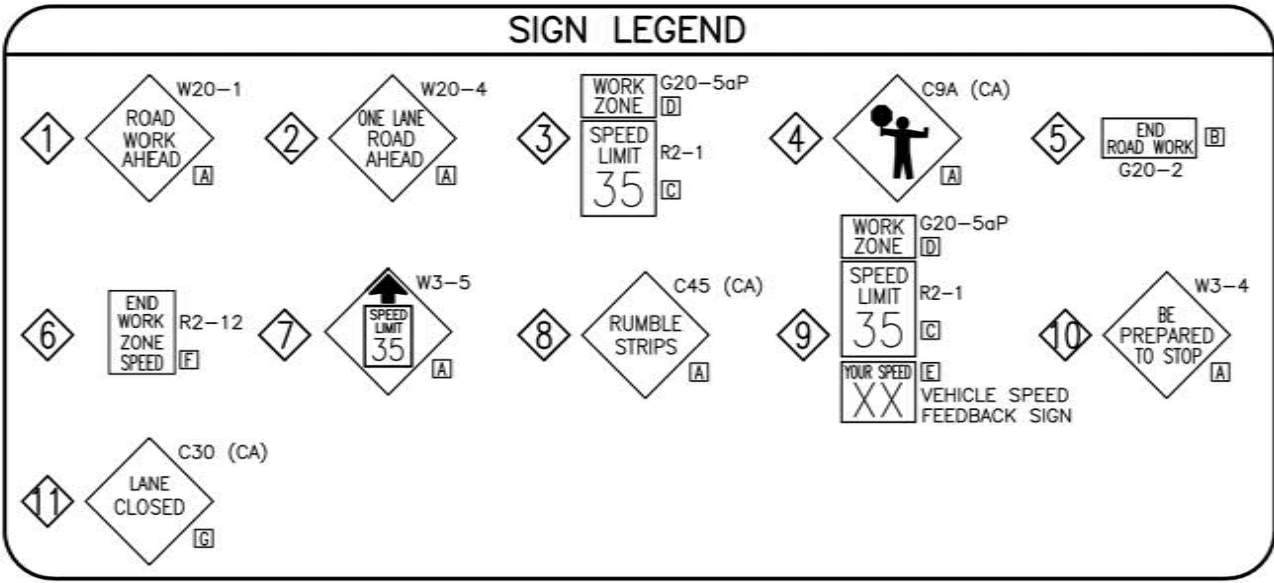 SIGN LEGEND
1
ROAD
WORK
AHEAD
W20-1
A
2
ONE LANE
ROAD
AHEAD
W20-4
A
3
WORK
ZONE
G20-5aP
D
SPEED
LIMIT
35
R2-1
C
4
C9A (CA)
A
5
END
ROAD WORK
B
G20-2
6
END
WORK
ZONE
SPEED
R2-12
F
7
SPEED
LIMIT
35
W3-5
A
8
RUMBLE
STRIPS
C45 (CA)
A
9
WORK
ZONE
G20-5aP
D
SPEED
LIMIT
35
R2-1
C
YOUR SPEED
XX
E
VEHICLE SPEED
FEEDBACK SIGN
10
BE
PREPARED
TO STOP
W3-4
A
11
LANE
CLOSED
C30 (CA)
G